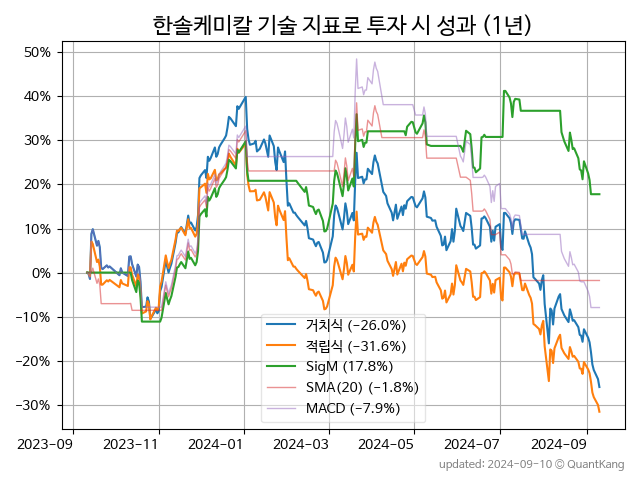 한솔케미칼 기술 지표로 투자 시 성과 (1년)
50%
40%
30%
20%
10%
0%
−10%
−20%
−30%
거치식 (−26.0%)
적립식 (−31.6%)
SigM (17.8%)
SMA(20) (−1.8%)
MACD (−7.9%)
2023-09 2023-11 2024-01 2024-03 2024-05 2024-07 2024-09
updated: 2024-09-10 © QuantKang